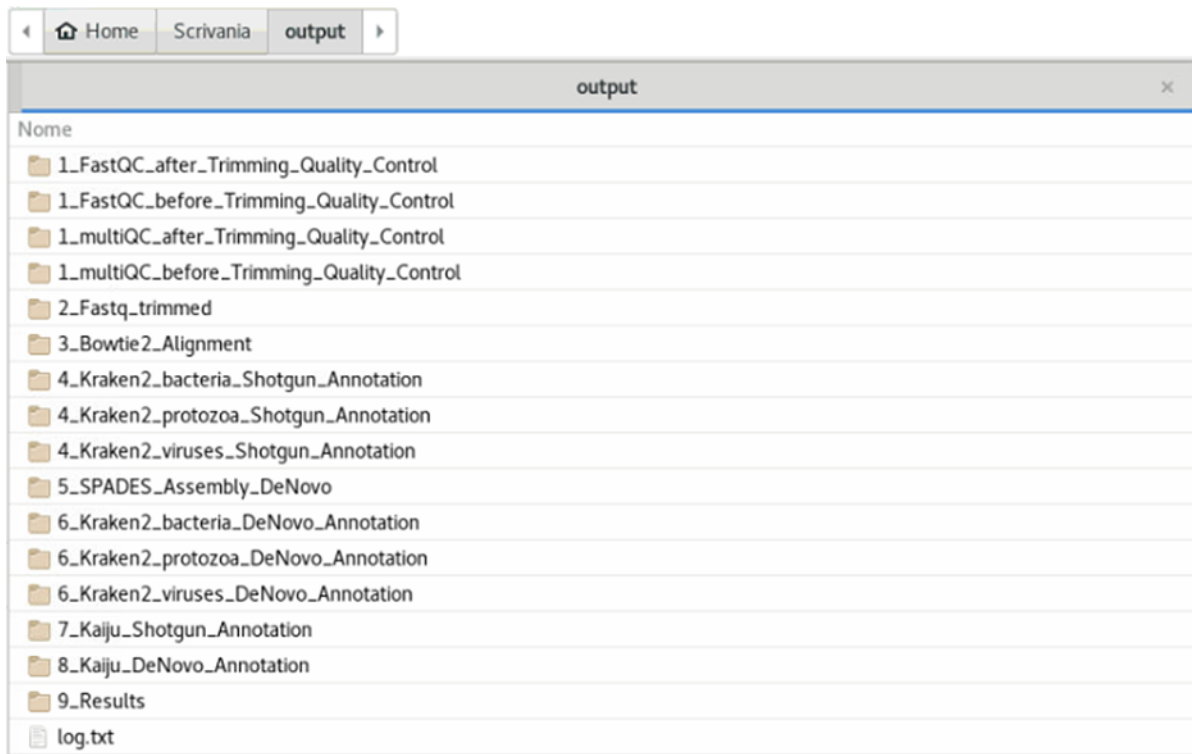 Home Scrivania output
output
Nome
1_FastQC_after_Trimming_Quality_Control
1_FastQC_before_Trimming_Quality_Control
1_multiQC_after_Trimming_Quality_Control
1_multiQC_before_Trimming_Quality_Control
2_Fastq_trimmed
3_Bowtie2_Alignment
4_Kraken2_bacteria_Shotgun_Annotation
4_Kraken2_protozoa_Shotgun_Annotation
4_Kraken2_viruses_Shotgun_Annotation
5_SPADES_Assembly_DeNovo
6_Kraken2_bacteria_DeNovo_Annotation
6_Kraken2_protozoa_DeNovo_Annotation
6_Kraken2_viruses_DeNovo_Annotation
7_Kaiju_Shotgun_Annotation
8_Kaiju_DeNovo_Annotation
9_Results
log.txt